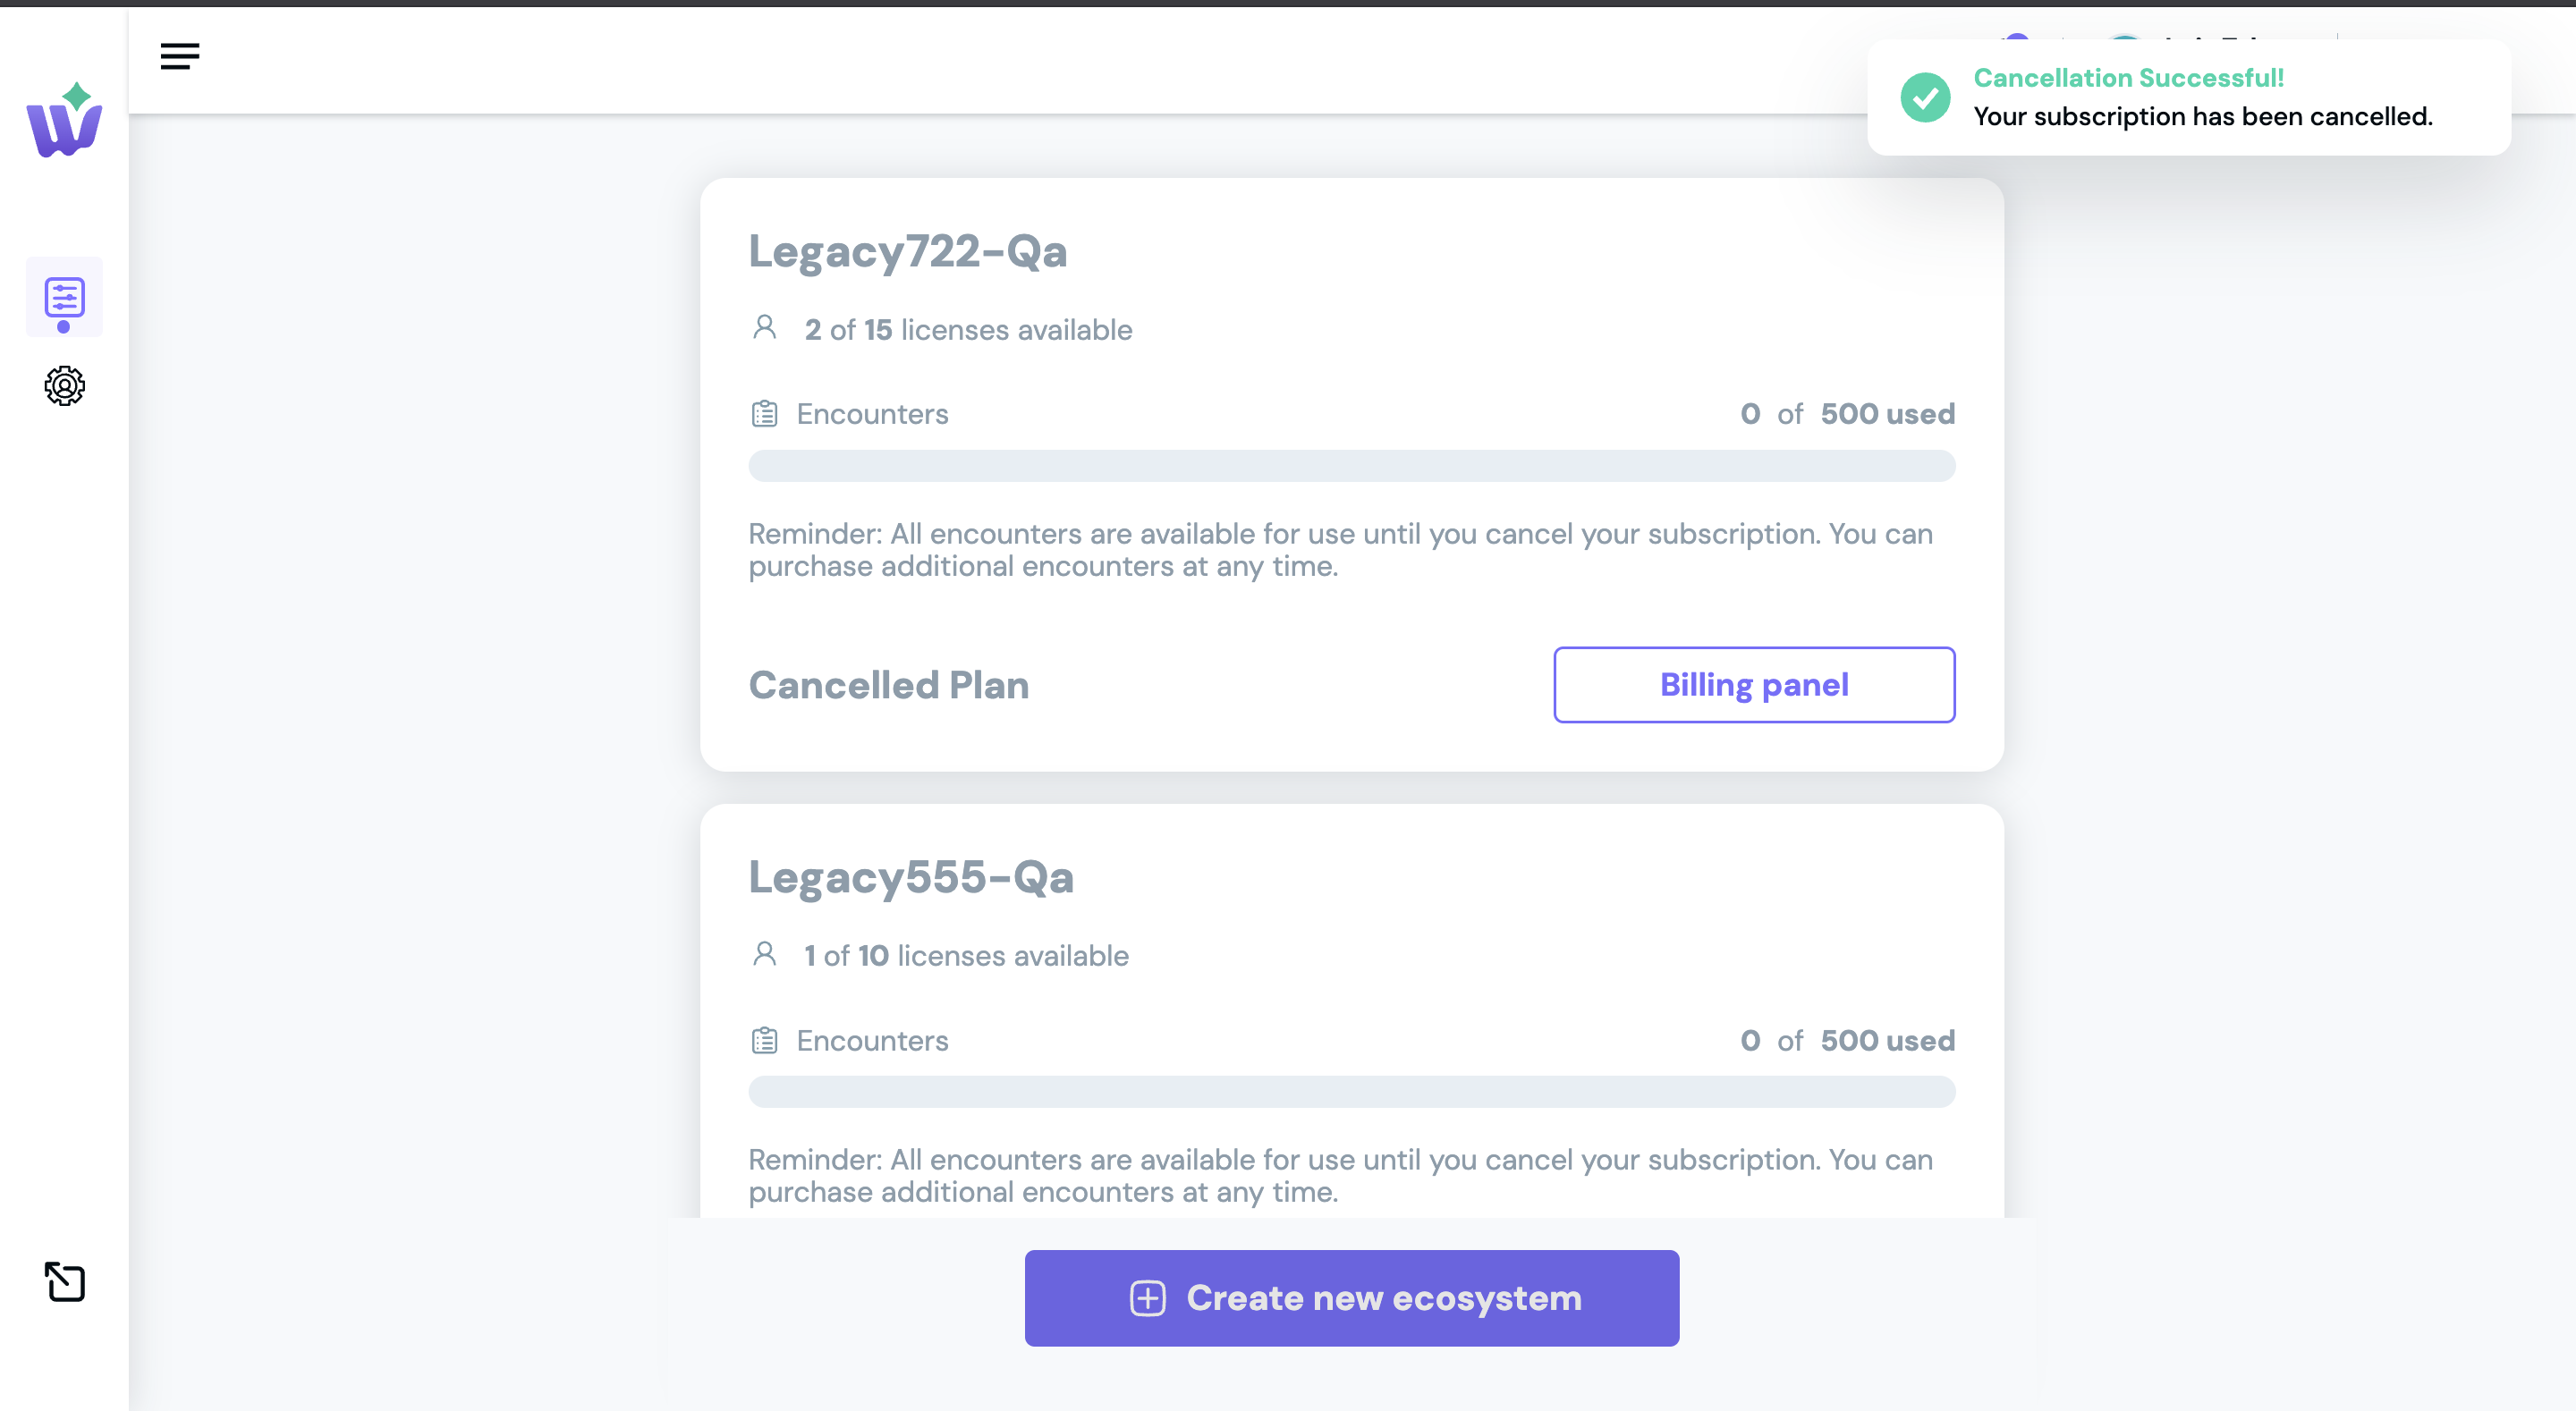 Cancellation Successful!
Your subscription has been cancelled.
Legacy722-Qa
2 of 15 licenses available
Encounters
0 of 500 used
Reminder: All encounters are available for use until you cancel your subscription. You can
purchase additional encounters at any time.
Cancelled Plan
Billing panel
Legacy555-Qa
1 of 10 licenses available
Encounters
0 of 500 used
Reminder: All encounters are available for use until you cancel your subscription. You can
purchase additional encounters at any time.
Create new ecosystem